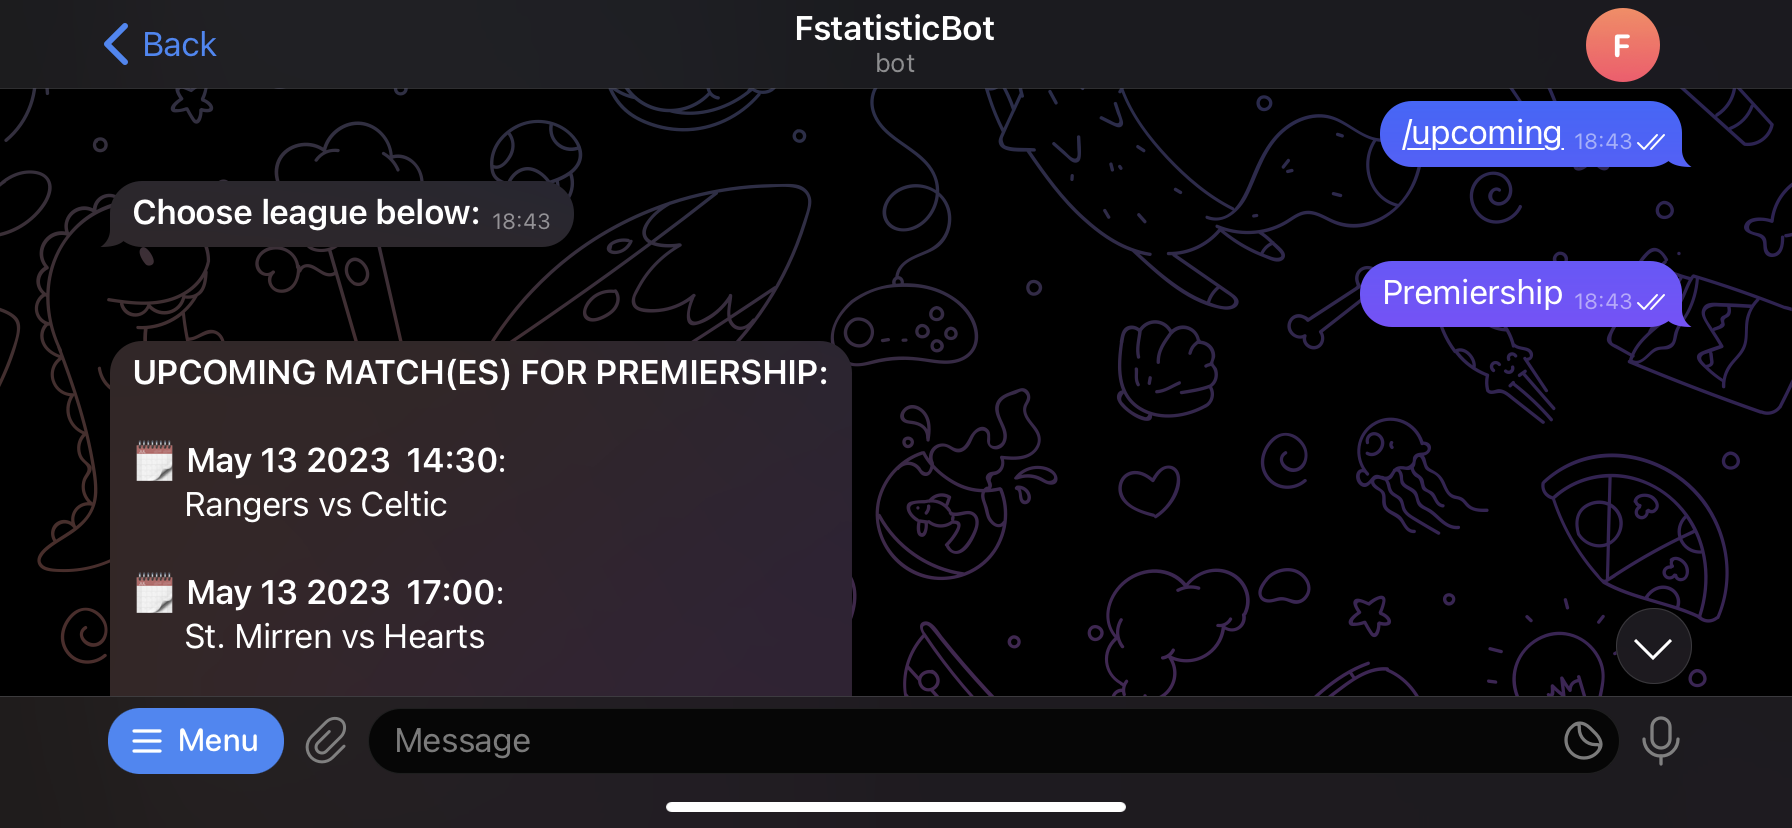 Back
FstatisticBot
bot
F
/upcoming 18:43
Choose league below: 18:43
Premiership 18:43
UPCOMING MATCH(ES) FOR PREMIERSHIP:
May 13 2023 14:30:
Rangers vs Celtic
May 13 2023 17:00:
St. Mirren vs Hearts
Menu
Message